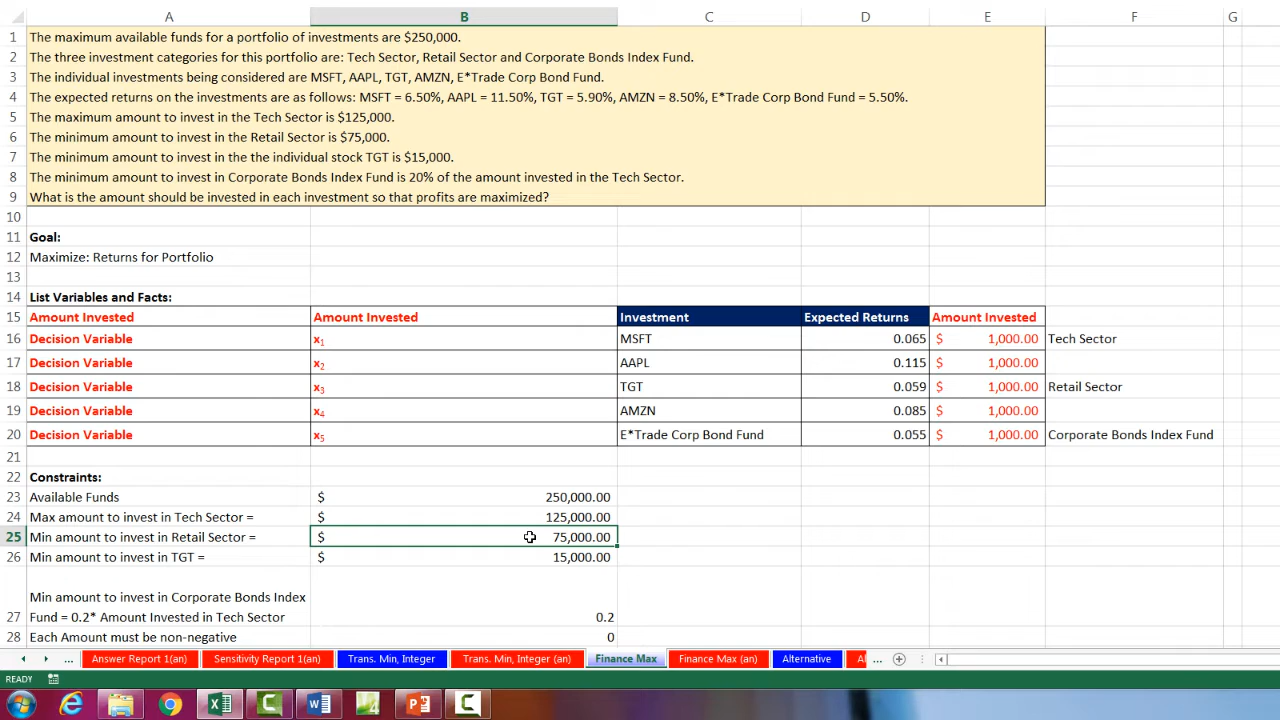 A B C D E F G
1 The maximum available funds for a portfolio of investments are $250,000.
2 The three investment categories for this portfolio are: Tech Sector, Retail Sector and Corporate Bonds Index Fund.
3 The individual investments being considered are MSFT, AAPL, TGT, AMZN, E*Trade Corp Bond Fund.
4 The expected returns on the investments are as follows: MSFT = 6.50%, AAPL = 11.50%, TGT = 5.90%, AMZN = 8.50%, E*Trade Corp Bond Fund = 5.50%.
5 The maximum amount to invest in the Tech Sector is $125,000.
6 The minimum amount to invest in the Retail Sector is $75,000.
7 The minimum amount to invest in the the individual stock TGT is $15,000.
8 The minimum amount to invest in Corporate Bonds Index Fund is 20% of the amount invested in the Tech Sector.
9 What is the amount should be invested in each investment so that profits are maximized?
10
11 Goal:
12 Maximize: Returns for Portfolio
13
14 List Variables and Facts:
15 Amount Invested Amount Invested Investment Expected Returns Amount Invested
16 Decision Variable x₁ MSFT 0.065 $ 1,000.00 Tech Sector
17 Decision Variable x₂ AAPL 0.115 $ 1,000.00
18 Decision Variable x₃ TGT 0.059 $ 1,000.00 Retail Sector
19 Decision Variable x₄ AMZN 0.085 $ 1,000.00
20 Decision Variable x₅ E*Trade Corp Bond Fund 0.055 $ 1,000.00 Corporate Bonds Index Fund
21
22 Constraints:
23 Available Funds $ 250,000.00
24 Max amount to invest in Tech Sector = $ 125,000.00
25 Min amount to invest in Retail Sector = $ 75,000.00
26 Min amount to invest in TGT = $ 15,000.00
Min amount to invest in Corporate Bonds Index
27 Fund = 0.2* Amount Invested in Tech Sector 0.2
28 Each Amount must be non-negative 0
... Answer Report 1(an) Sensitivity Report 1(an) Trans. Min, Integer Trans. Min, Integer (an) Finance Max Finance Max (an) Alternative Al ...
READY